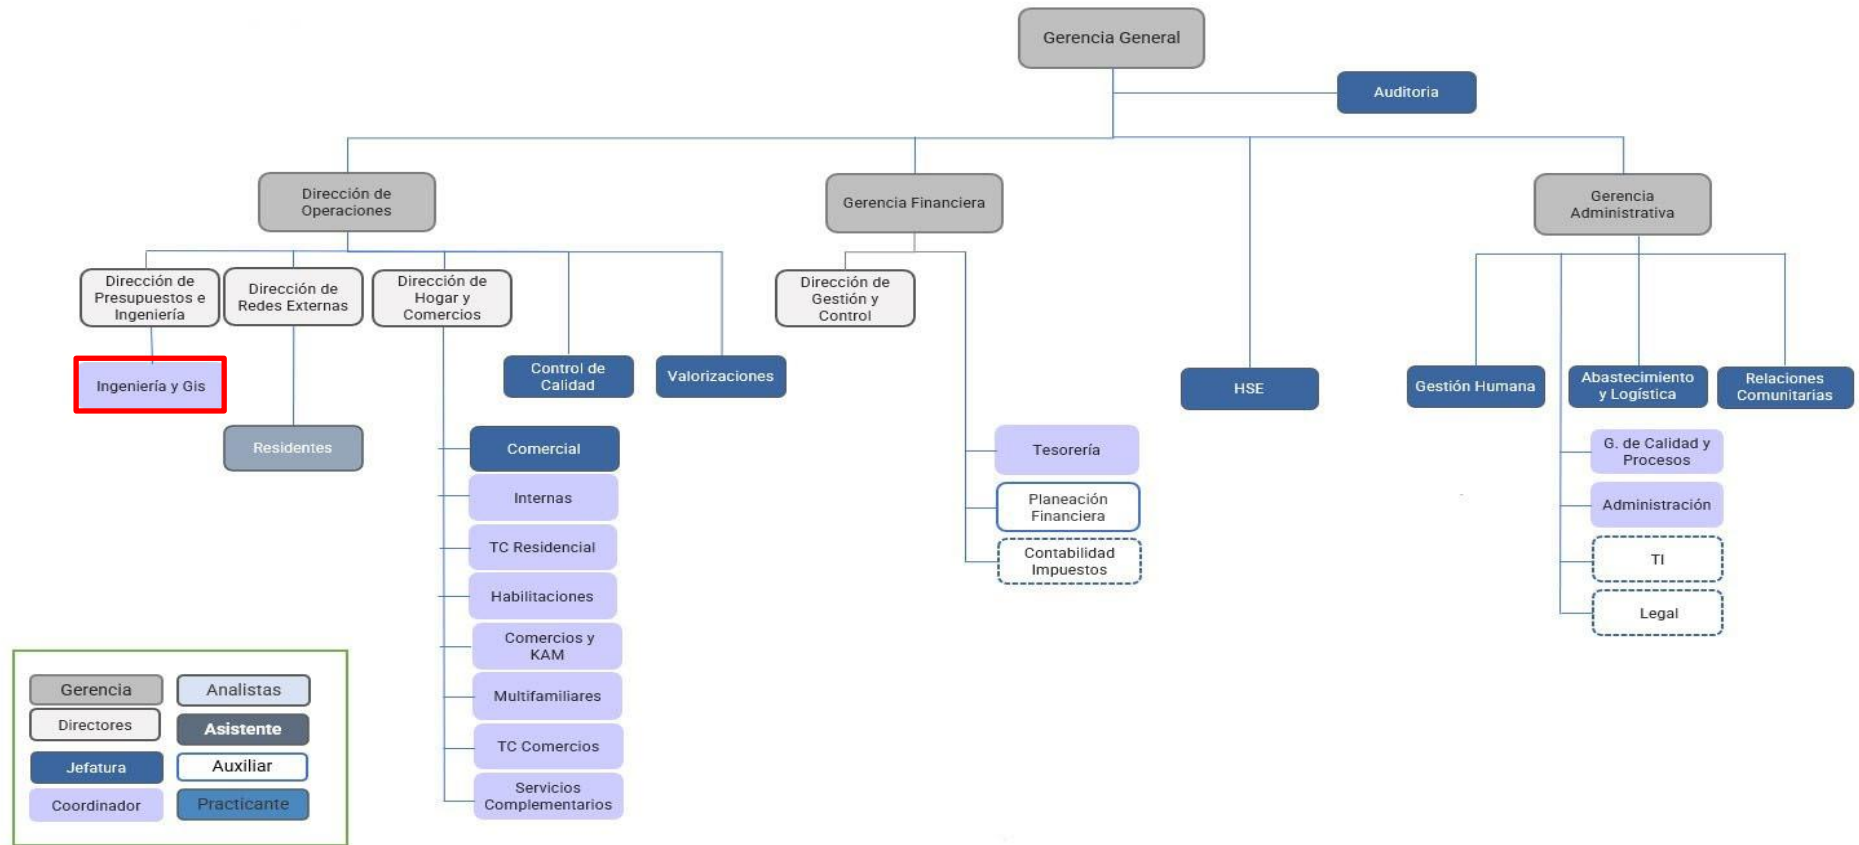 Gerencia General
Auditoria
Dirección de
Operaciones
Gerencia Financiera
Gerencia
Administrativa
Dirección de
Presupuestos e
Ingeniería
Dirección de
Redes Externas
Dirección de
Hogar y
Comercios
Dirección de
Gestión y
Control
Ingeniería y Gis
Control de
Calidad
Valorizaciones
HSE
Gestión Humana
Abastecimiento
y Logística
Relaciones
Comunitarias
Residentes
Comercial
Internas
TC Residencial
Habilitaciones
Comercios y
KAM
Multifamiliares
TC Comercios
Servicios
Complementarios
Tesorería
Planeación
Financiera
Contabilidad
Impuestos
G. de Calidad y
Procesos
Administración
TI
Legal
Gerencia
Analistas
Directores
Asistente
Jefatura
Auxiliar
Coordinador
Practicante